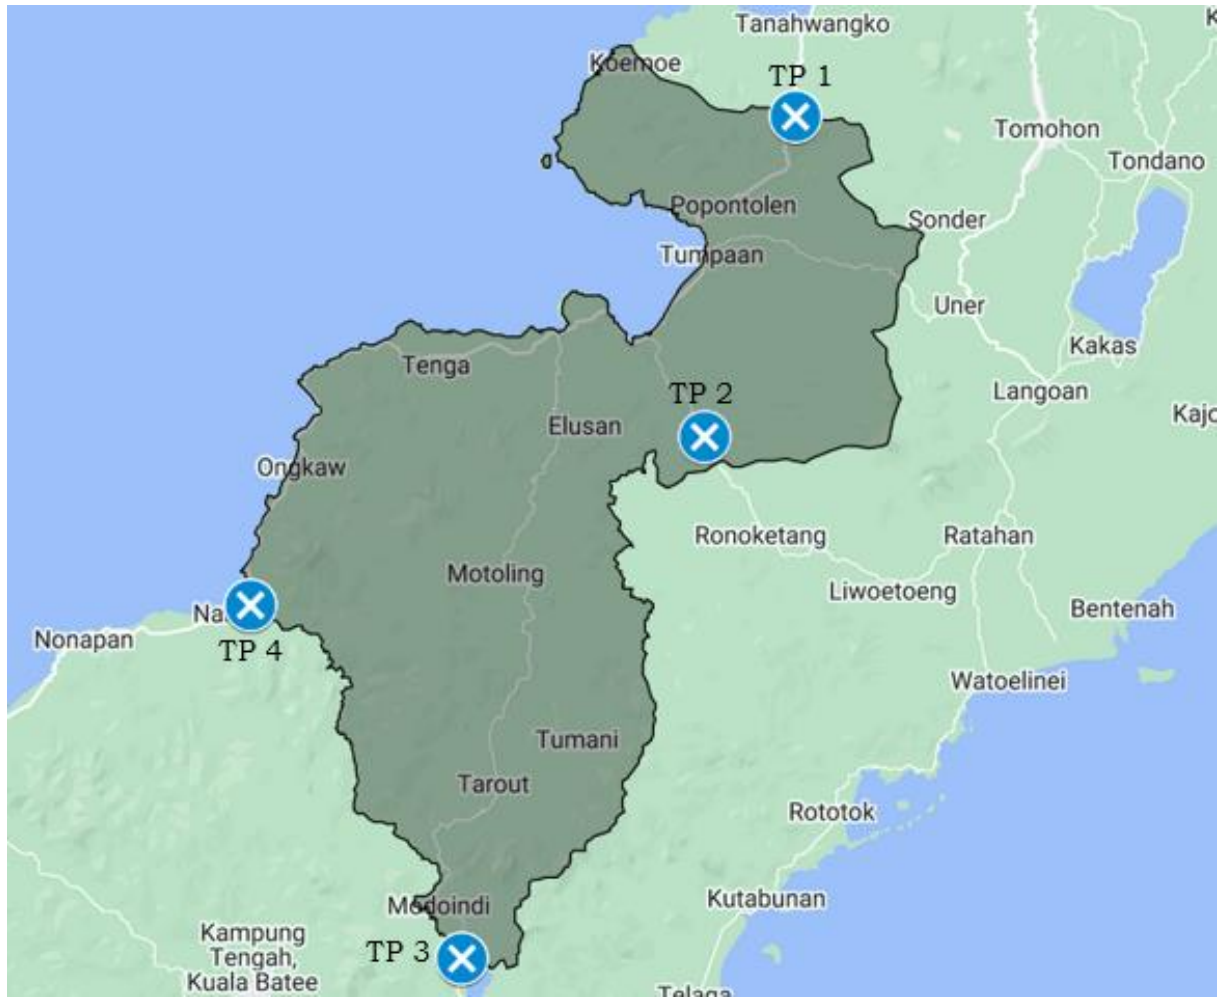 Tanahwangko
Koemoe
TP 1
Tomohon
Tondano
Popontolen
Sonder
Tumpaan
Uner
Kakas
Tenga
TP 2
Langoan
Elusan
Ongkaw
Ronoketang
Ratahan
Motoling
Liwoetoeng
Bentenah
Nonapan
TP 4
Watoelinei
Tumani
Tarout
Rototok
Modoindi
Kutabunan
Kampung
Tengah,
Kuala Batee
TP 3
Telaga